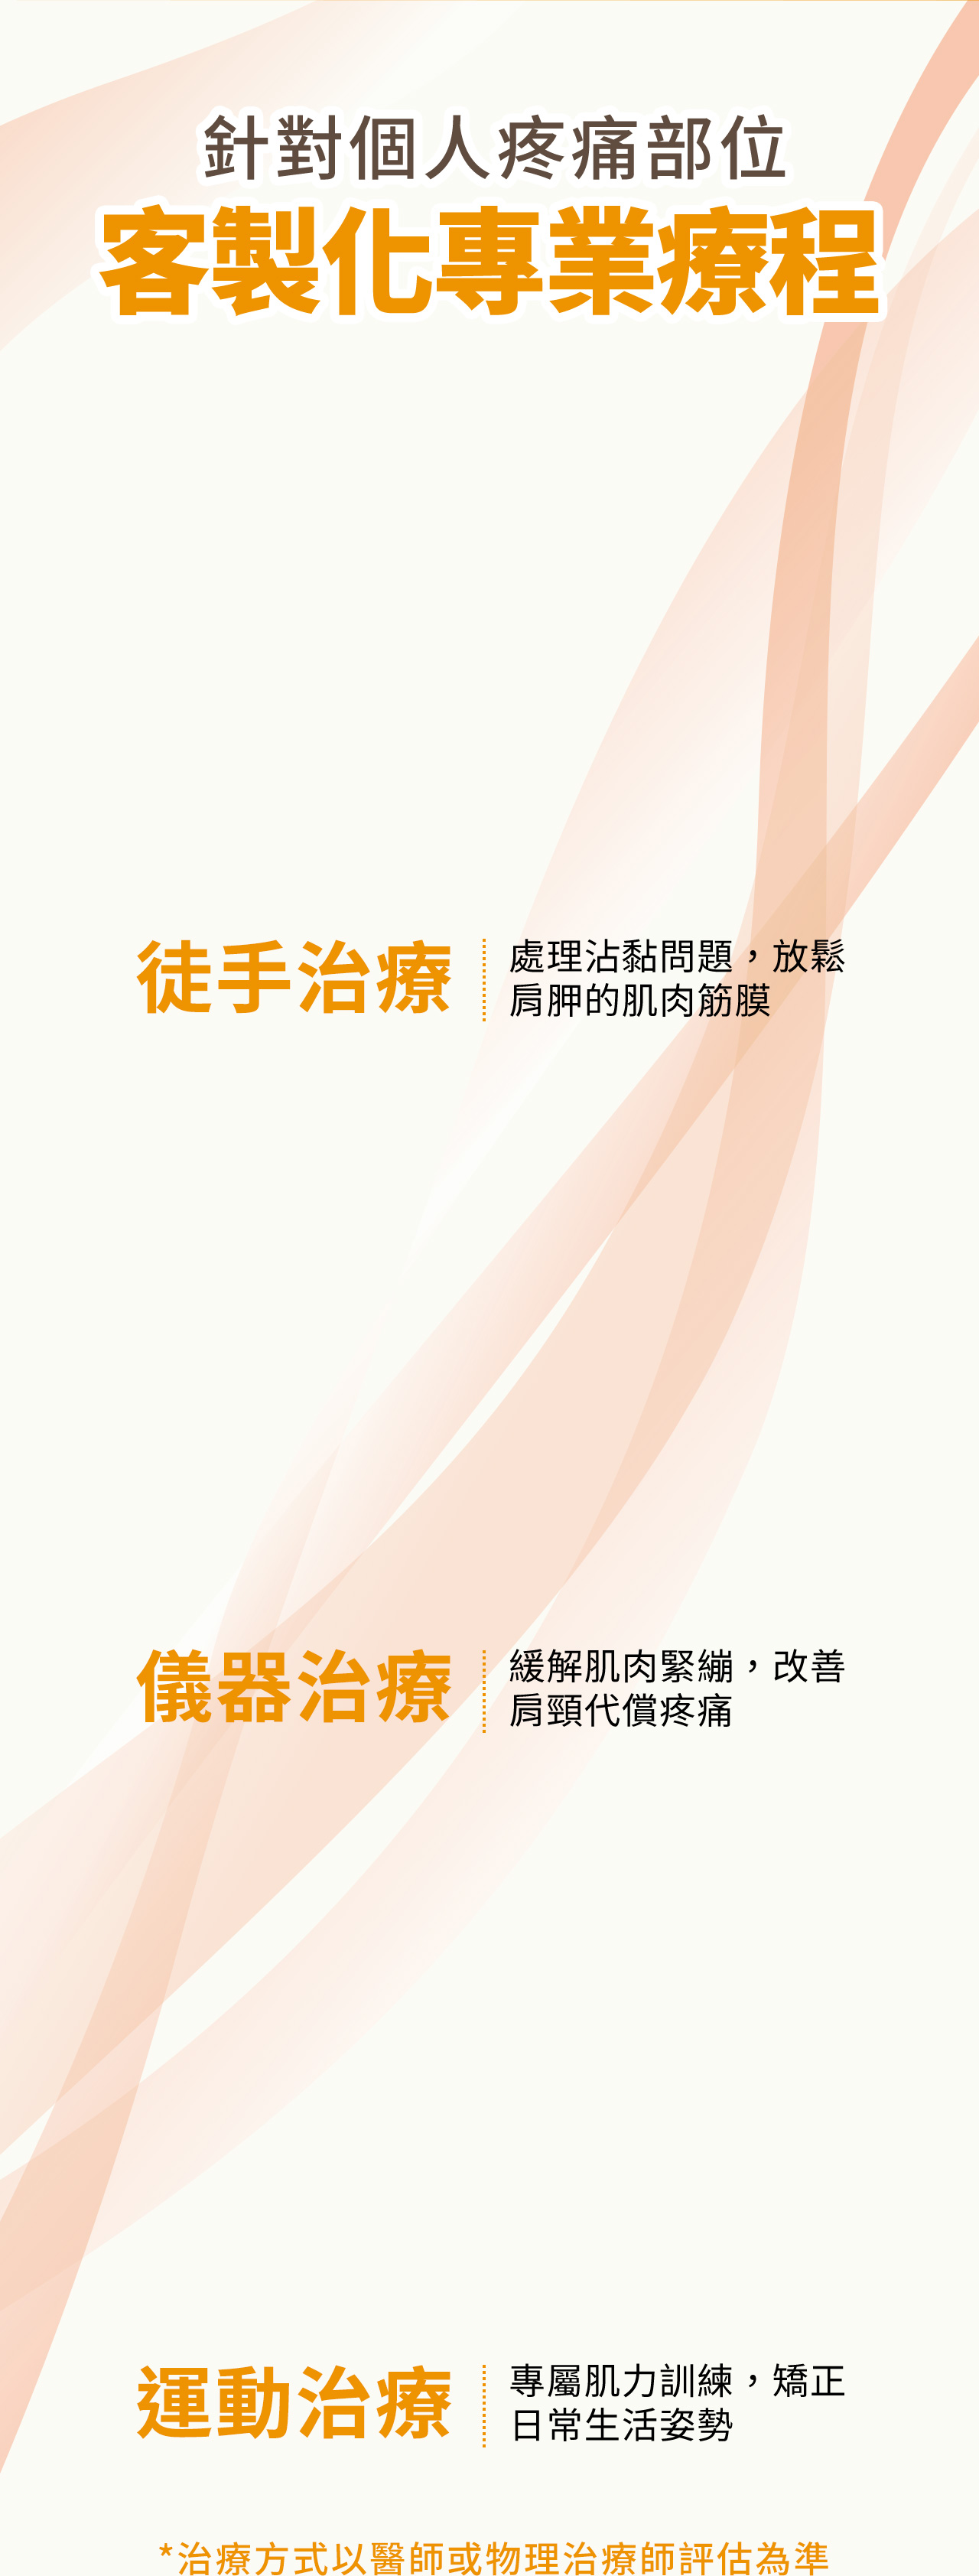 針對個人疼痛部位
客製化專業療程
徒手治療
處理沾黏問題，放鬆
肩胛的肌肉筋膜
儀器治療
緩解肌肉緊繃，改善
肩頸代償疼痛
運動治療
專屬肌力訓練，矯正
日常生活姿勢
*治療方式以醫師或物理治療師評估為準